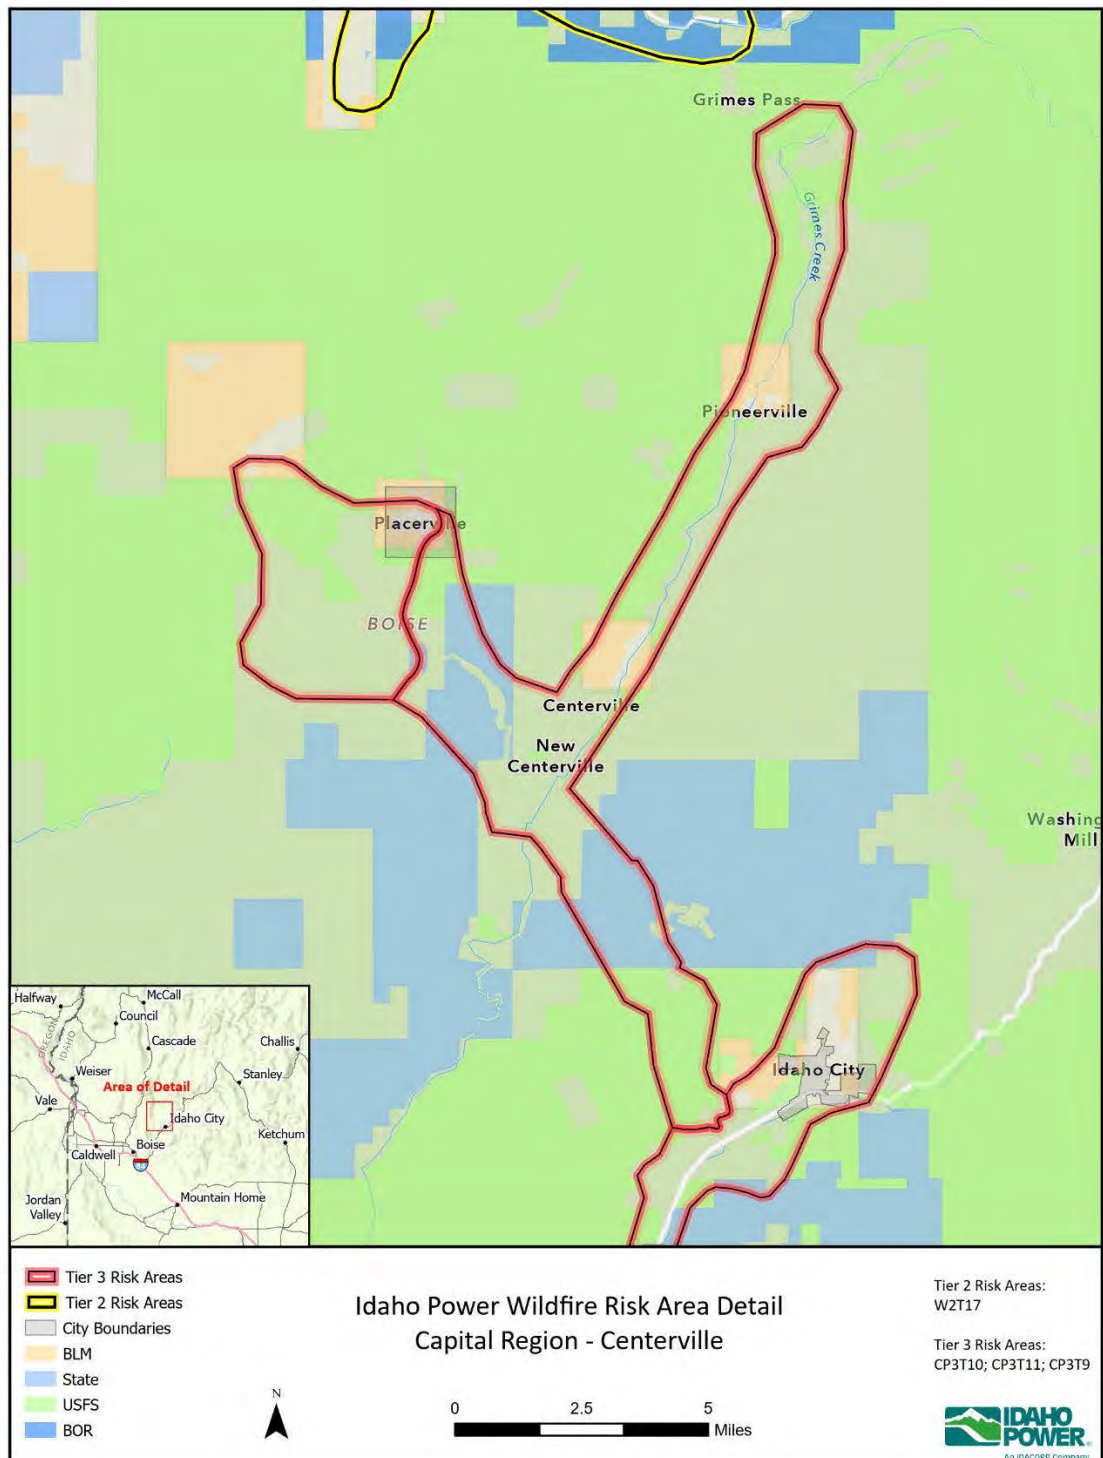 Grimes Pass
Grimes Creek
Pioneerville
Placerville
BOISE
Centerville
New
Centerville
Washing
Mill
Idaho City
Halfway
McCall
Council
OREGON
IDAHO
Cascade
Challis
Weiser
Stanley
Area of Detail
Vale
Idaho City
Ketchum
Boise
Caldwell
Mountain Home
Jordan
Valley
Tier 3 Risk Areas
Tier 2 Risk Areas
City Boundaries
BLM
State
USFS
BOR
Idaho Power Wildfire Risk Area Detail
Capital Region - Centerville
N
0 2.5 5
Miles
Tier 2 Risk Areas:
W2T17
Tier 3 Risk Areas:
CP3T10; CP3T11; CP3T9
IDAHO
POWER
An IDACORP Company